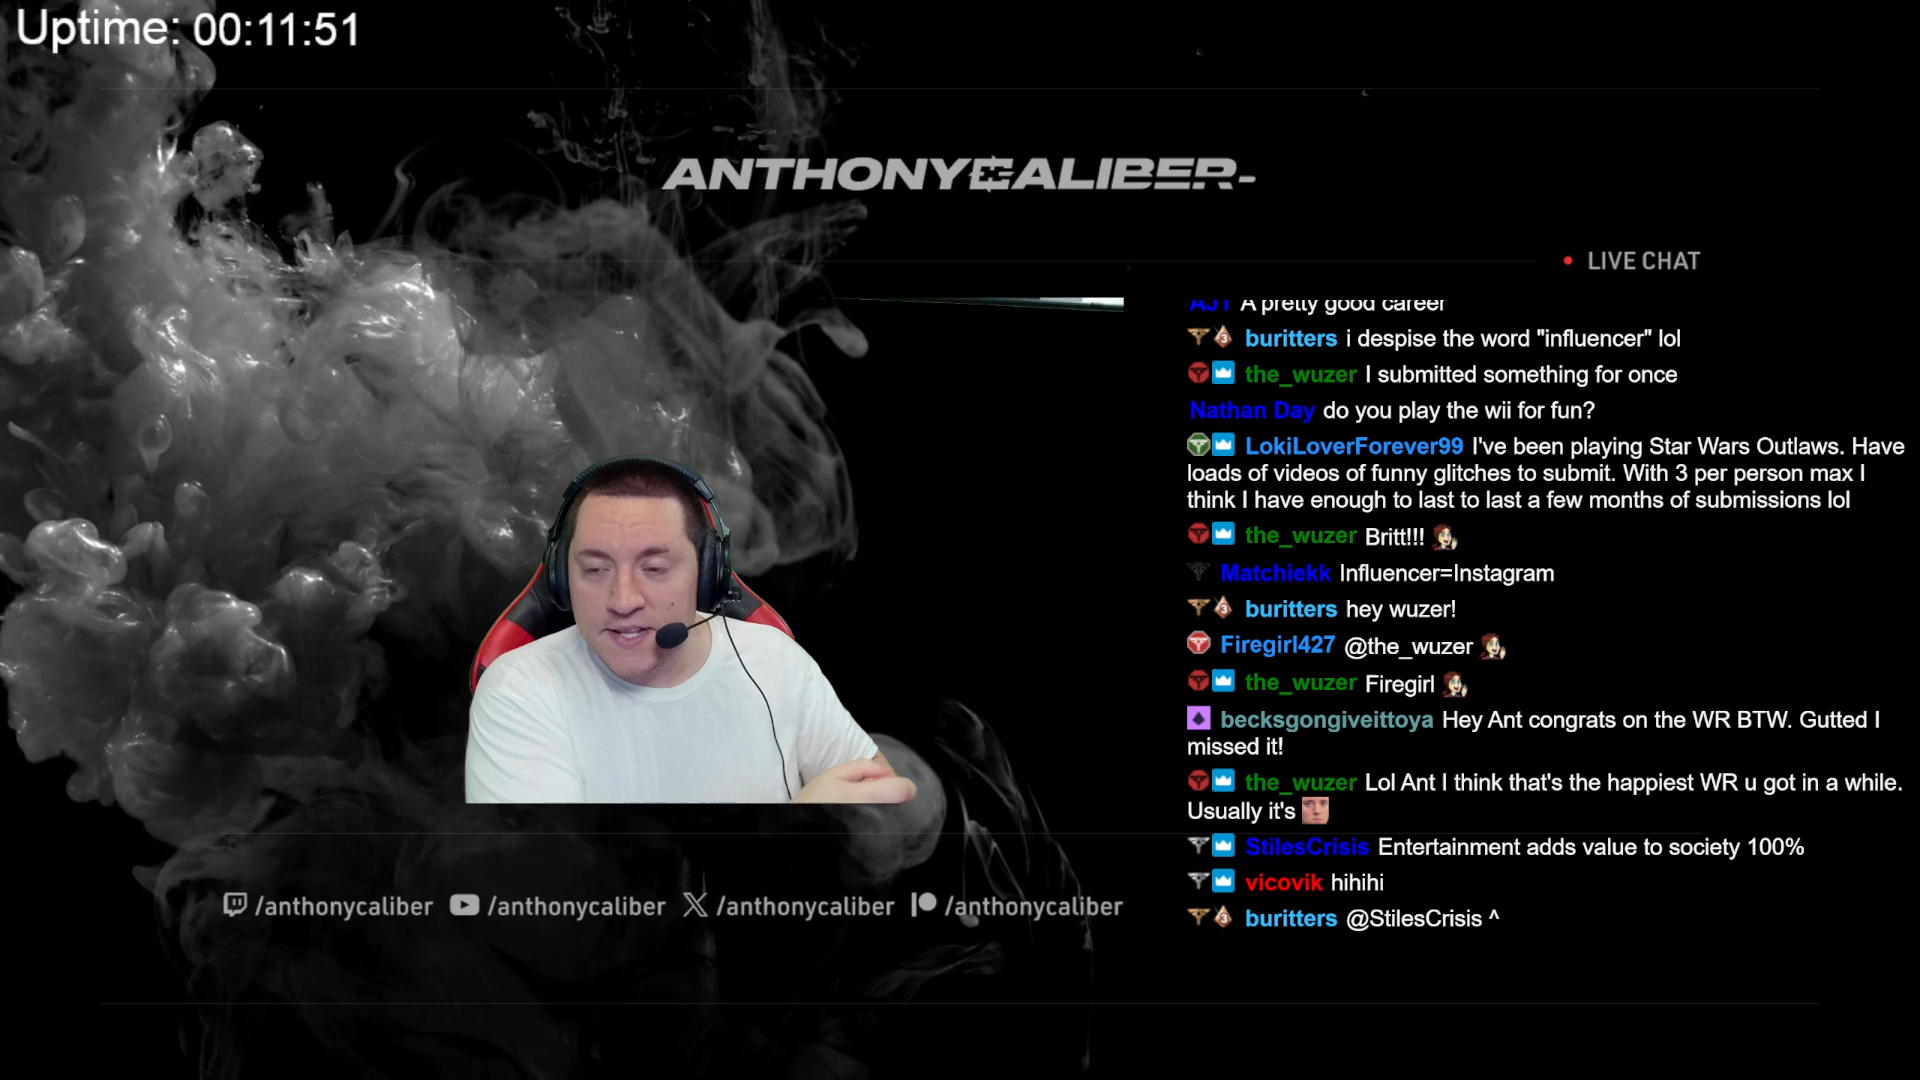 Uptime: 00:11:51
ANTHONYCALIBER-
LIVE CHAT
AJT A pretty good career
buritters i despise the word "influencer" lol
the_wuzer I submitted something for once
Nathan Day do you play the wii for fun?
LokiLoverForever99 I've been playing Star Wars Outlaws. Have
loads of videos of funny glitches to submit. With 3 per person max I
think I have enough to last to last a few months of submissions lol
the_wuzer Britt!!!
Matchiekk Influencer=Instagram
buritters hey wuzer!
Firegirl427 @the_wuzer
the_wuzer Firegirl
becksgongiveittoya Hey Ant congrats on the WR BTW. Gutted I
missed it!
the_wuzer Lol Ant I think that's the happiest WR u got in a while.
Usually it's
StilesCrisis Entertainment adds value to society 100%
vicovik hihihi
buritters @StilesCrisis ^
/anthonycaliber /anthonycaliber /anthonycaliber /anthonycaliber